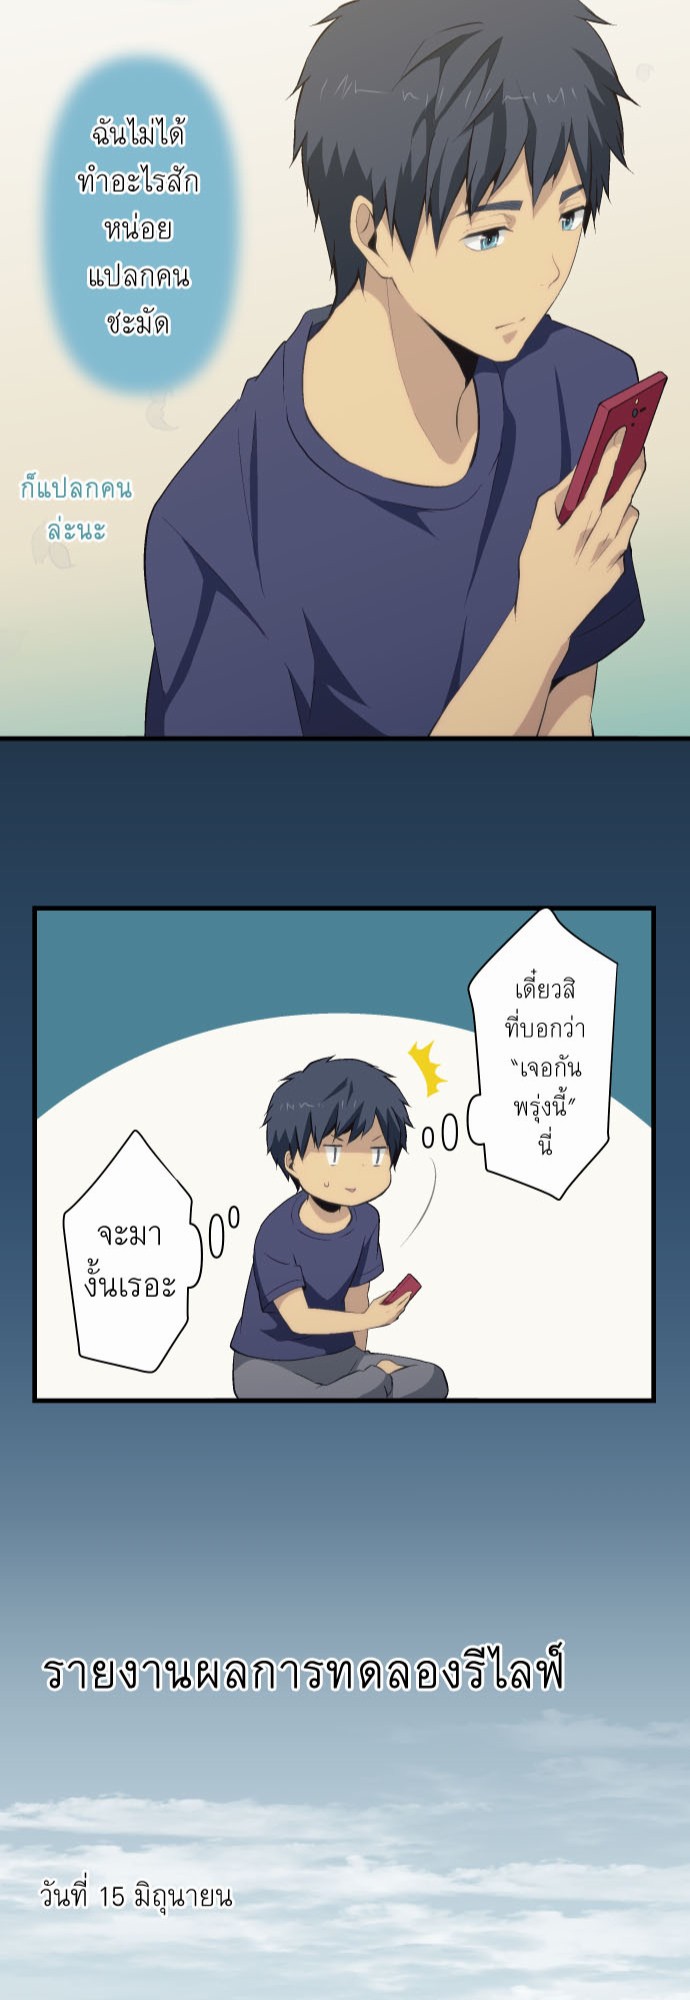 ฉันไม่ได้
ทำอะไรสัก
หน่อย
แปลกคน
ชะมัด
ก็แปลกคน
ล่ะนะ
เดี๋ยวสิ
ที่บอกว่า
“เจอกัน
พรุ่งนี้”
นี่
จะมา
งั้นเรอะ
รายงานผลการทดลองรีไลฟ์
วันที่ 15 มิถุนายน